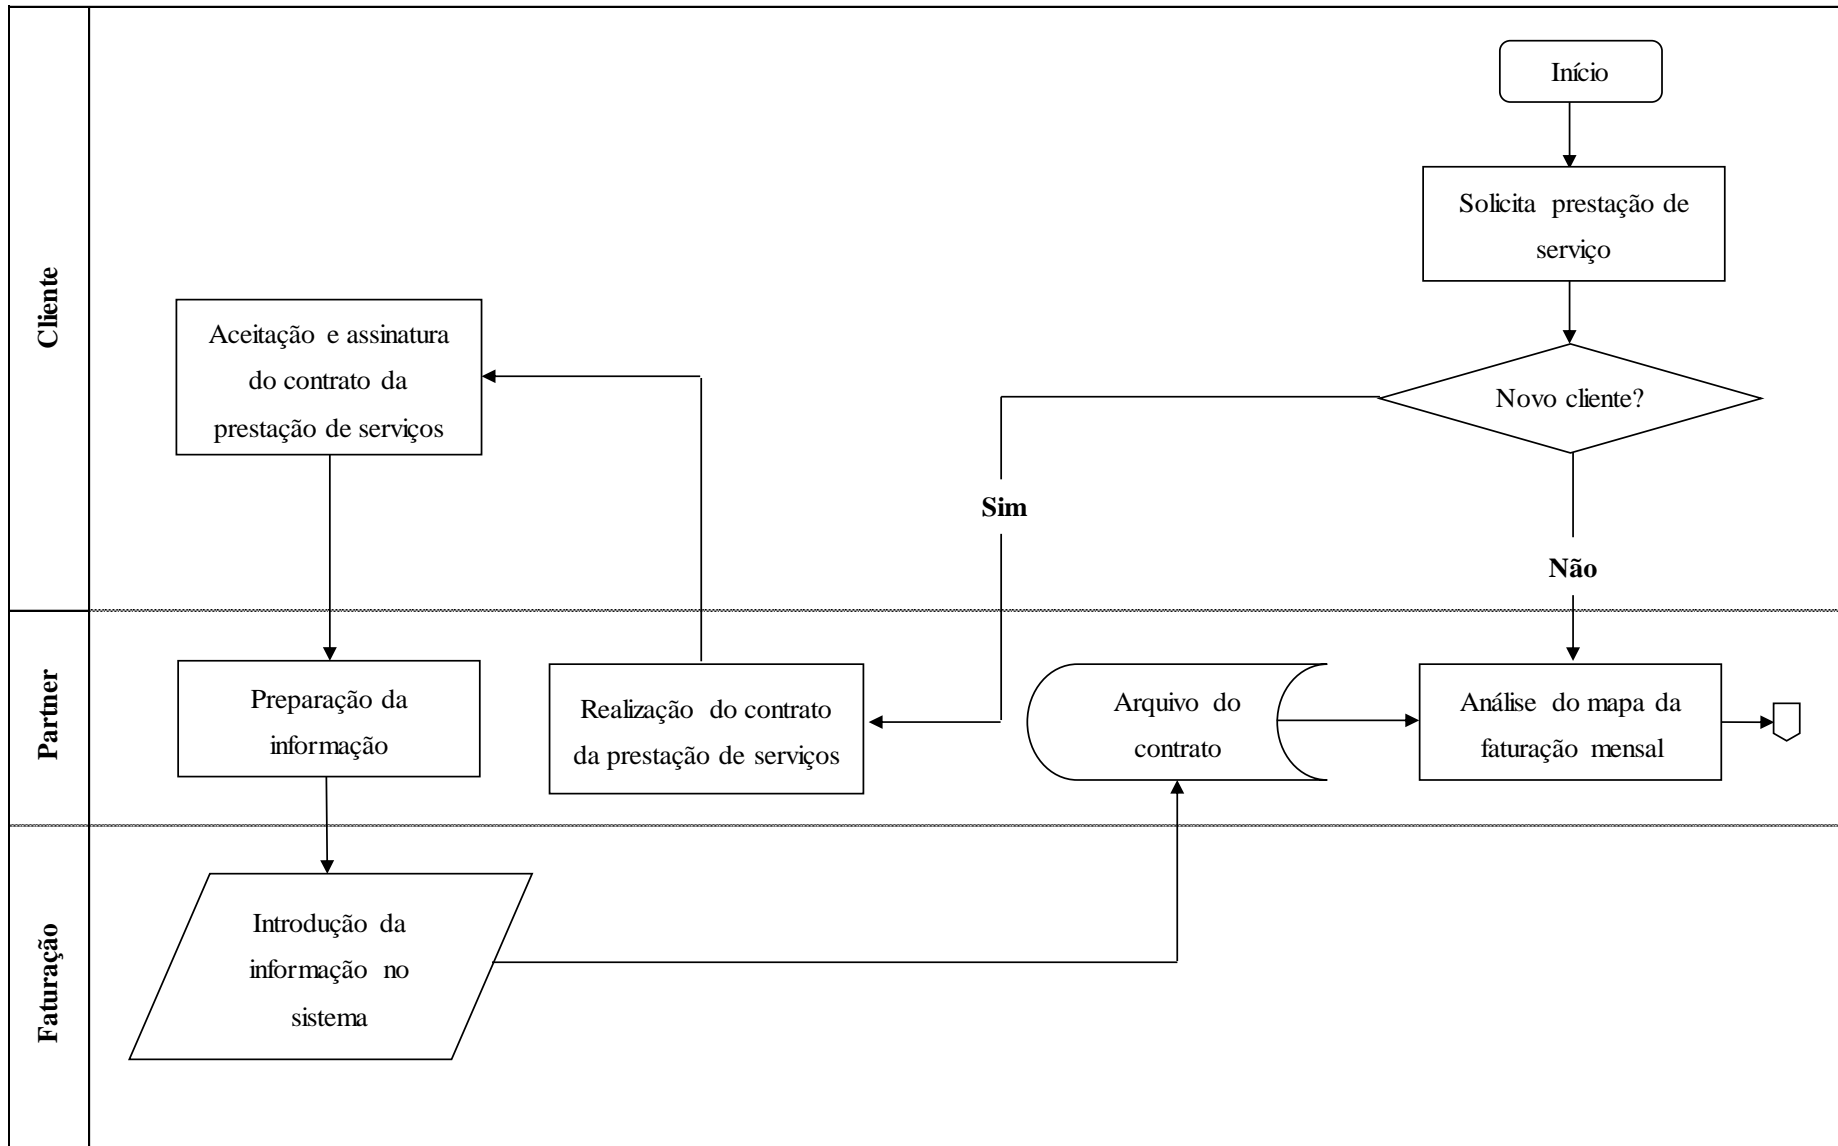 Início
Solicita prestação de
serviço
Cliente
Aceitação e assinatura
do contrato da
prestação de serviços
Novo cliente?
Sim
Não
Partner
Preparação da
informação
Realização do contrato
da prestação de serviços
Arquivo do
contrato
Análise do mapa da
faturação mensal
Faturação
Introdução da
informação no
sistema